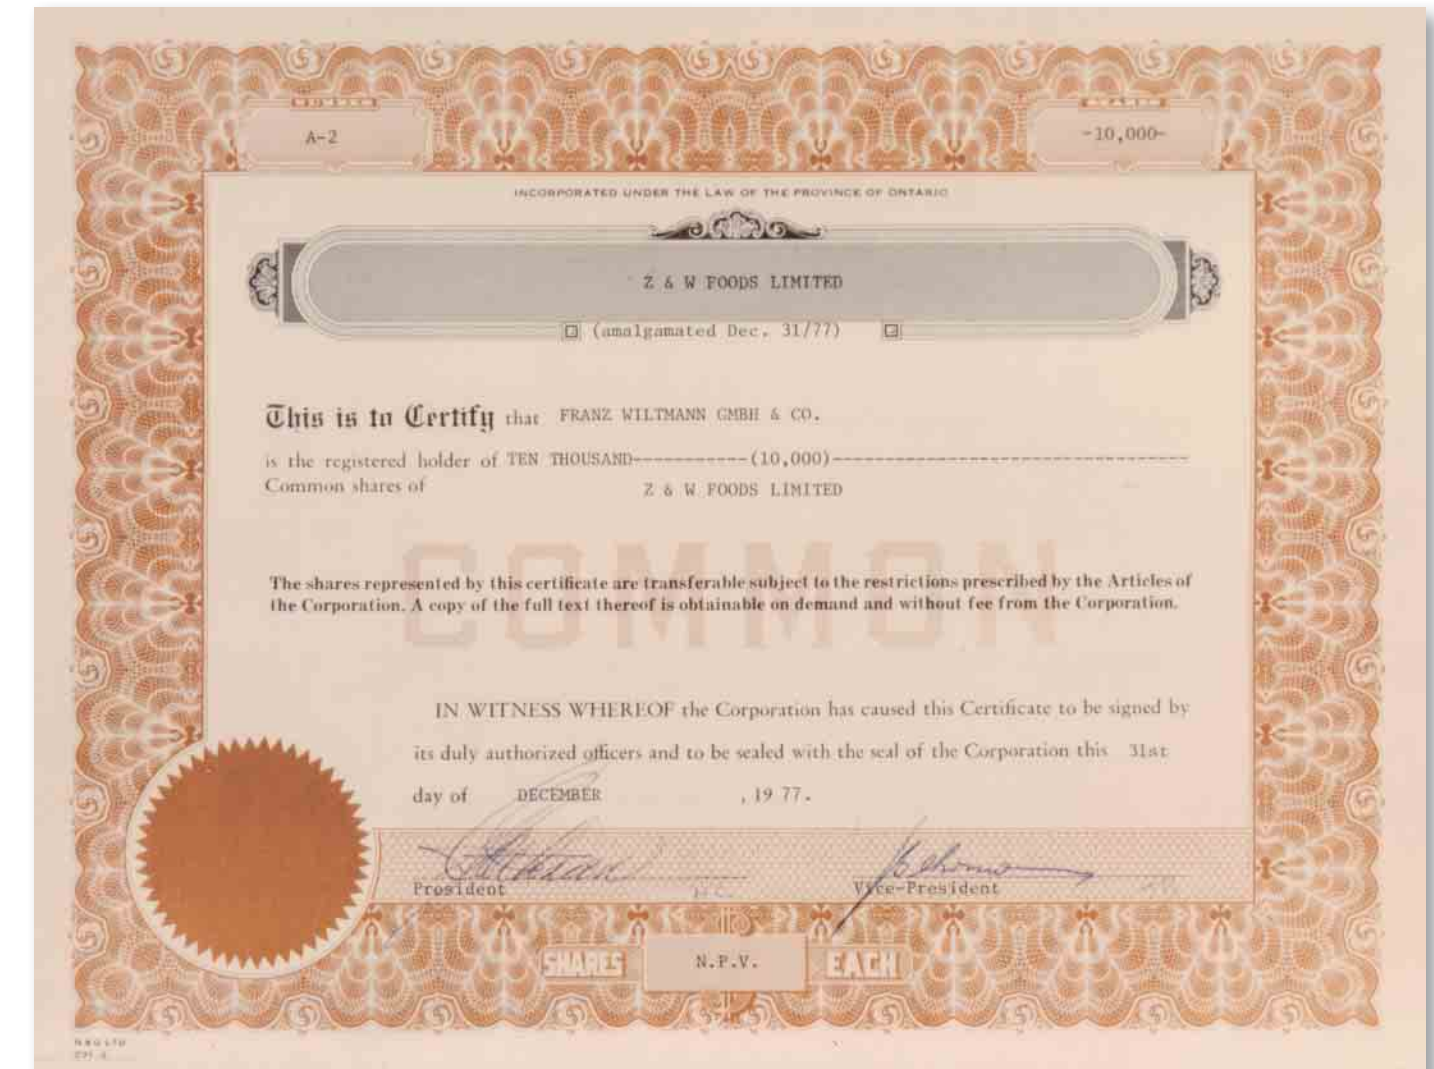 NUMBER
SHARES
A-2
-10,000-
INCORPORATED UNDER THE LAW OF THE PROVINCE OF ONTARIO
Z & W FOODS LIMITED
(amalgamated Dec. 31/77)
This is to Certify that FRANZ WILTMANN GMBH & CO.
is the registered holder of TEN THOUSAND-----------(10,000)----------------------------------
Common shares of Z & W FOODS LIMITED
COMMON
The shares represented by this certificate are transferable subject to the restrictions prescribed by the Articles of
the Corporation. A copy of the full text thereof is obtainable on demand and without fee from the Corporation.
IN WITNESS WHEREOF the Corporation has caused this Certificate to be signed by
its duly authorized officers and to be sealed with the seal of the Corporation this 31st
day of DECEMBER , 19 77.
President
Vice-President
SHARES N.P.V. EACH